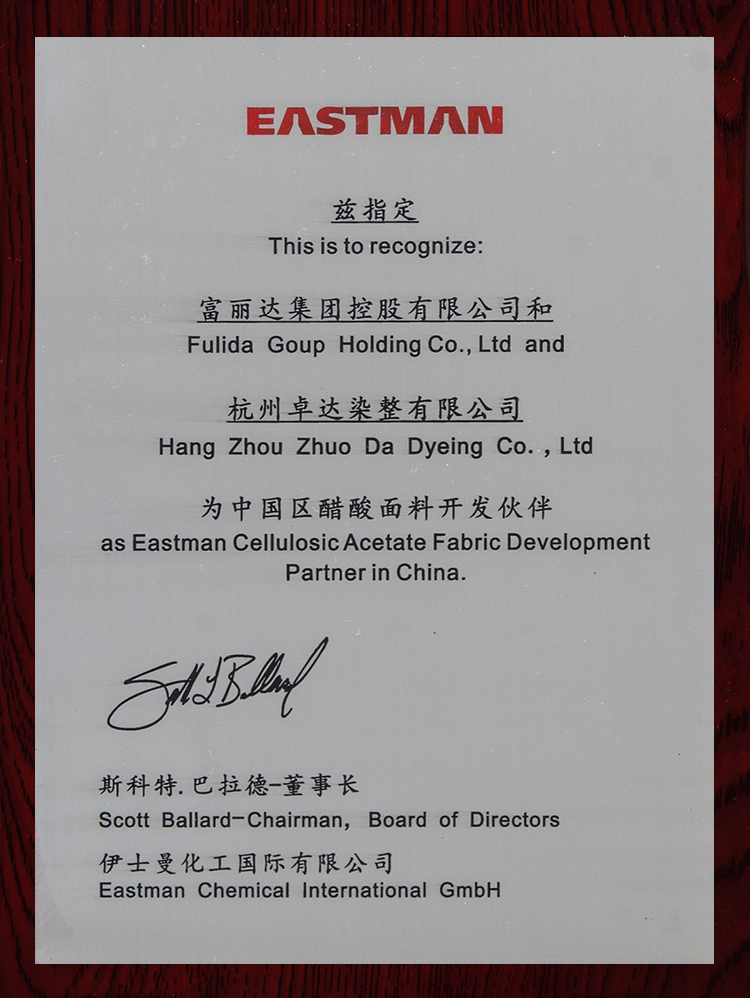 EASTMAN
兹指定
This is to recognize:
富丽达集团控股有限公司和
Fulida Goup Holding Co., Ltd and
杭州卓达染整有限公司
Hang Zhou Zhuo Da Dyeing Co. , Ltd
为中国区醋酸面料开发伙伴
as Eastman Cellulosic Acetate Fabric Development
Partner in China.
Scott L Ballard
斯科特.巴拉德-董事长
Scott Ballard-Chairman, Board of Directors
伊士曼化工国际有限公司
Eastman Chemical International GmbH